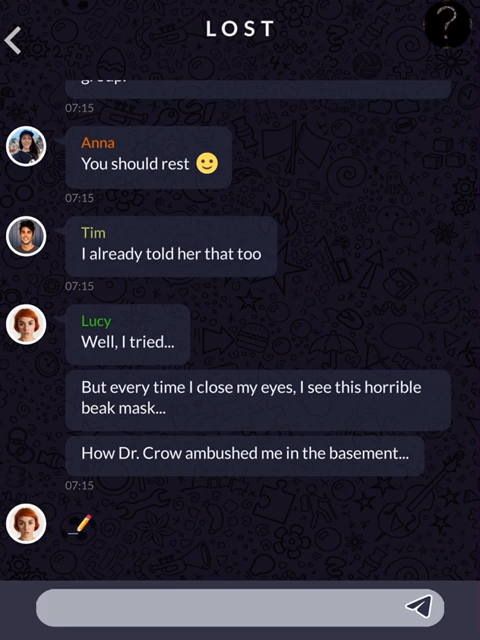 LOST
group.
07:15
Anna
You should rest 🙂
07:15
Tim
I already told her that too
07:15
Lucy
Well, I tried...
But every time I close my eyes, I see this horrible
beak mask...
How Dr. Crow ambushed me in the basement...
07:15